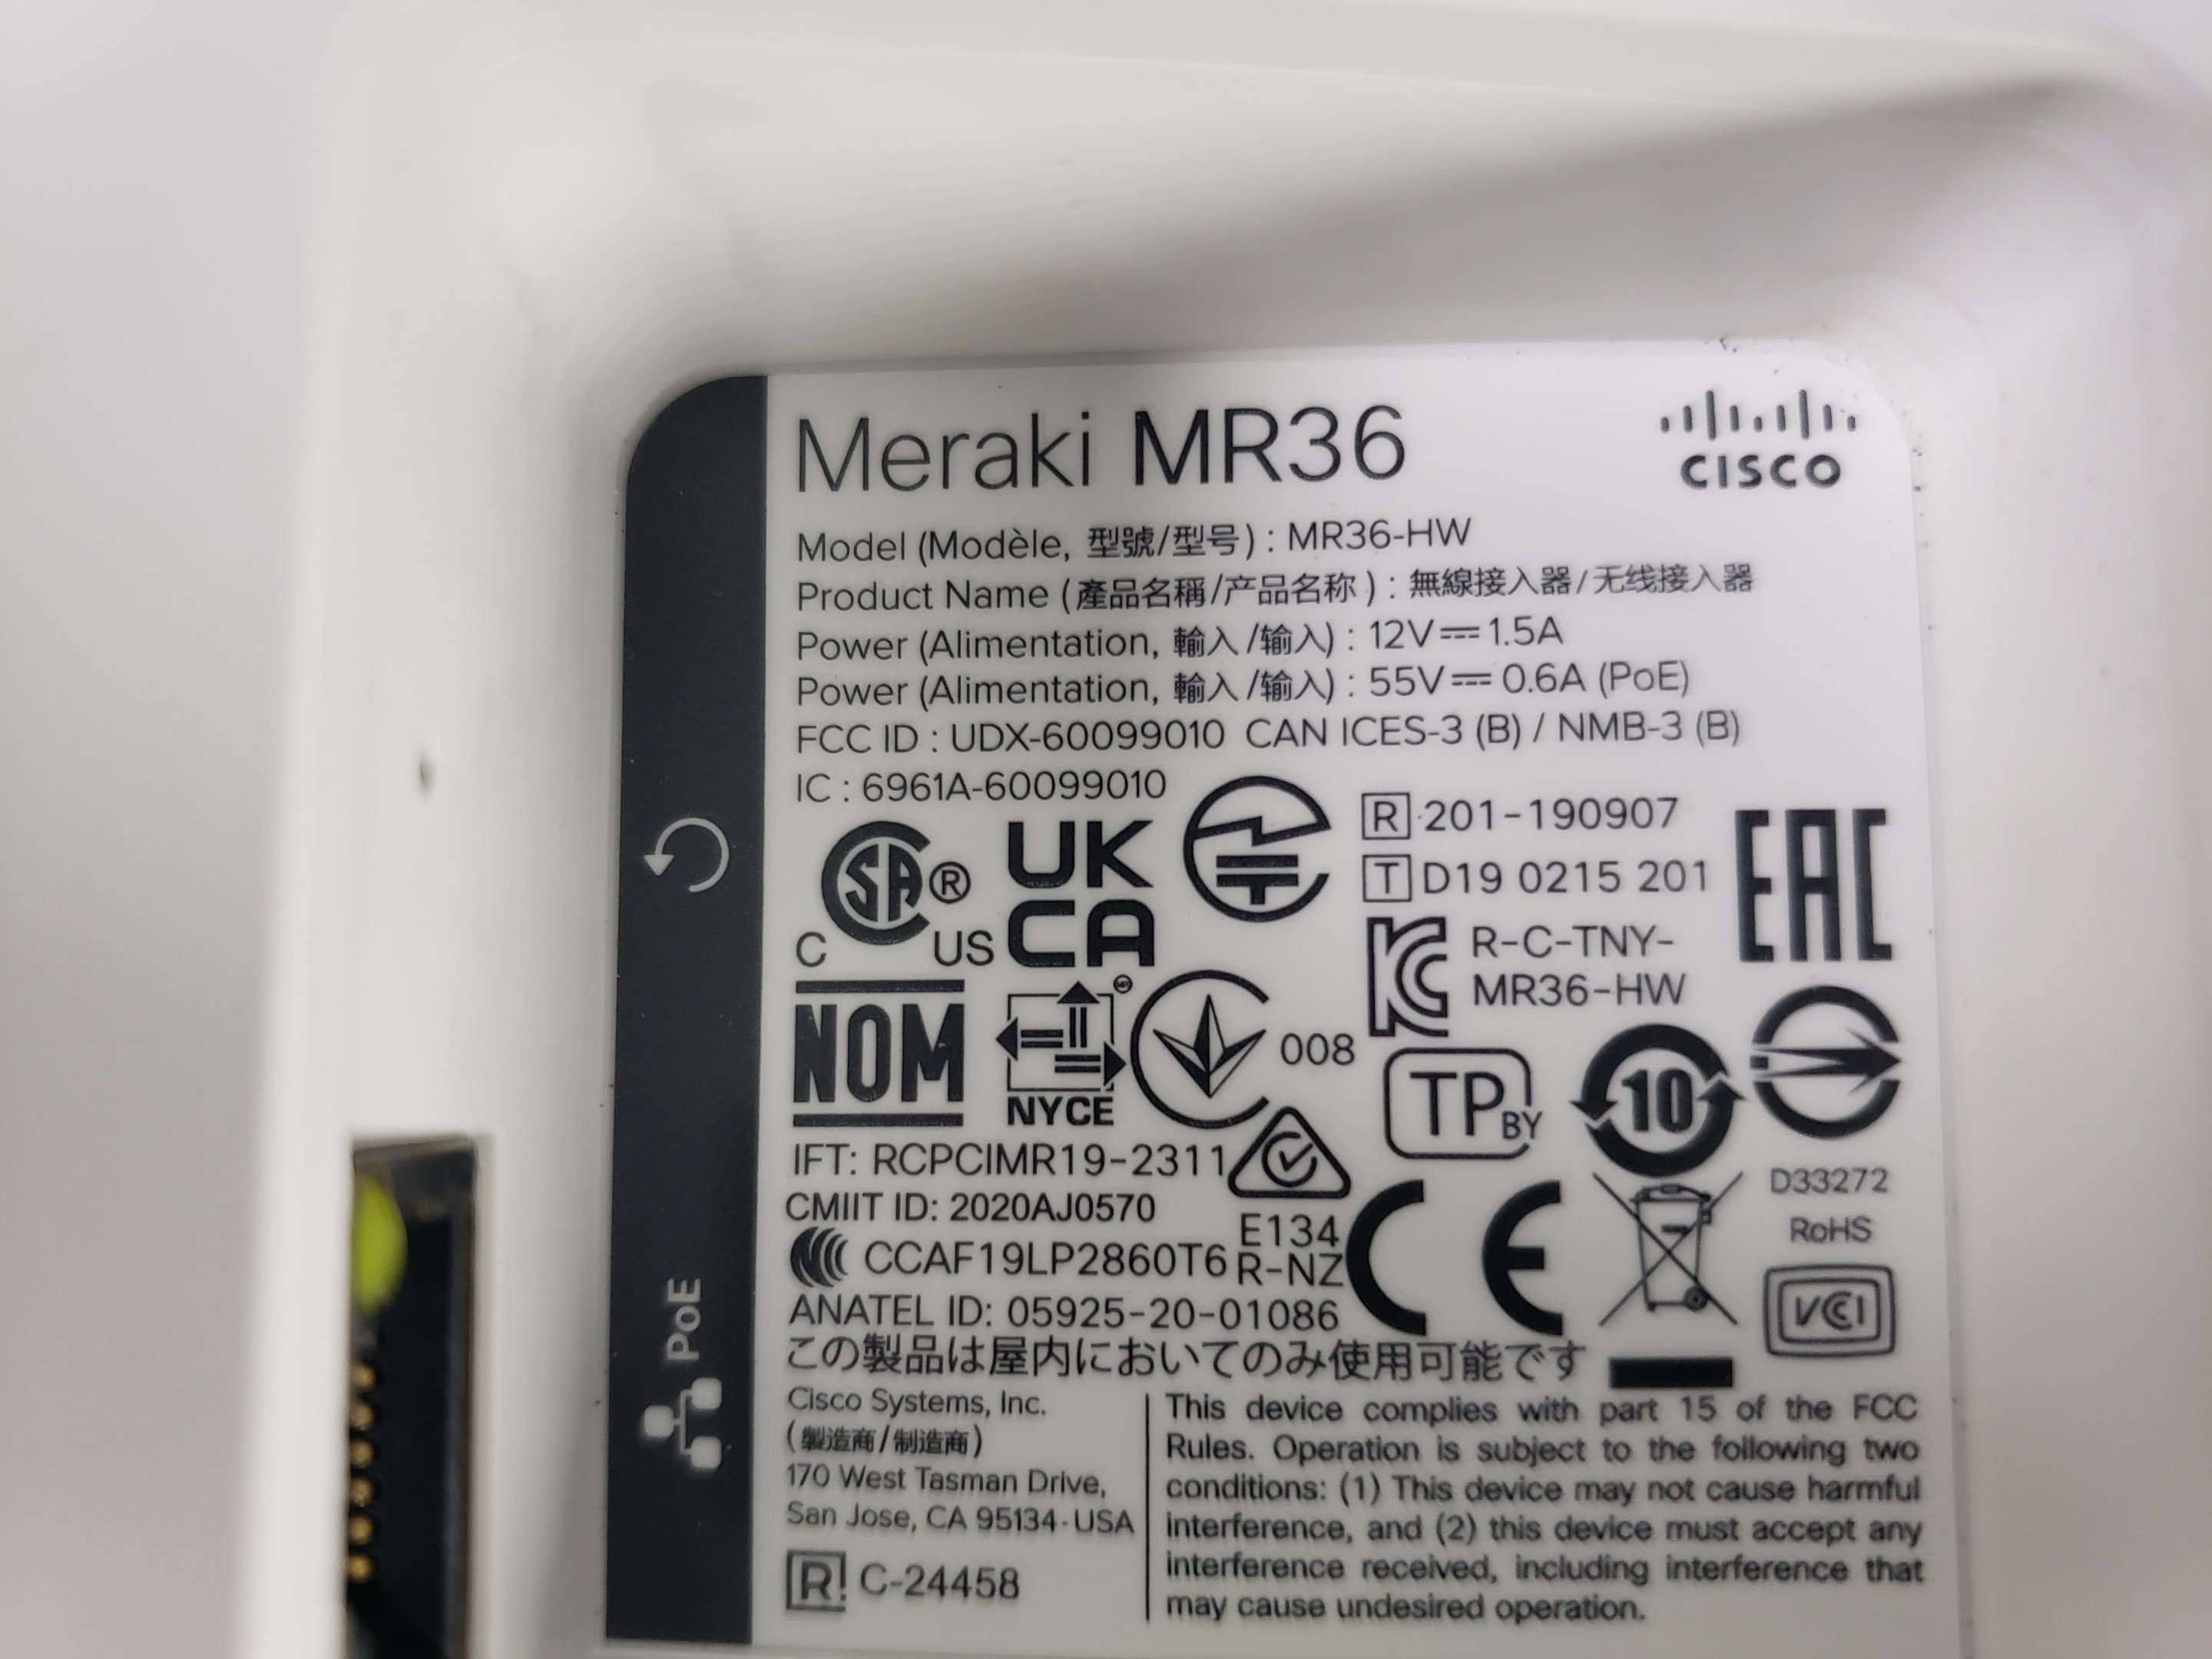 Meraki MR36
CISCO
Model (Modèle, 型號/型号) : MR36-HW
Product Name (產品名稱/产品名称) : 無線接入器/无线接入器
Power (Alimentation, 輸入/输入) : 12V⎓1.5A
Power (Alimentation, 輸入/输入) : 55V⎓0.6A (PoE)
FCC ID : UDX-60099010 CAN ICES-3 (B) / NMB-3 (B)
IC : 6961A-60099010
C SA ® US
UK CA
R 201-190907
T D19 0215 201
EAC
KC R-C-TNY-
MR36-HW
NOM
NYCE
008
TP BY
10
IFT: RCPCIMR19-2311
D33272
RoHS
CMIIT ID: 2020AJ0570
E134
R-NZ
CE
CCAF19LP2860T6
VCCI
ANATEL ID: 05925-20-01086
この製品は屋内においてのみ使用可能です
PoE
Cisco Systems, Inc.
(製造商/制造商)
170 West Tasman Drive,
San Jose, CA 95134-USA
R! C-24458
This device complies with part 15 of the FCC
Rules. Operation is subject to the following two
conditions: (1) This device may not cause harmful
interference, and (2) this device must accept any
interference received, including interference that
may cause undesired operation.